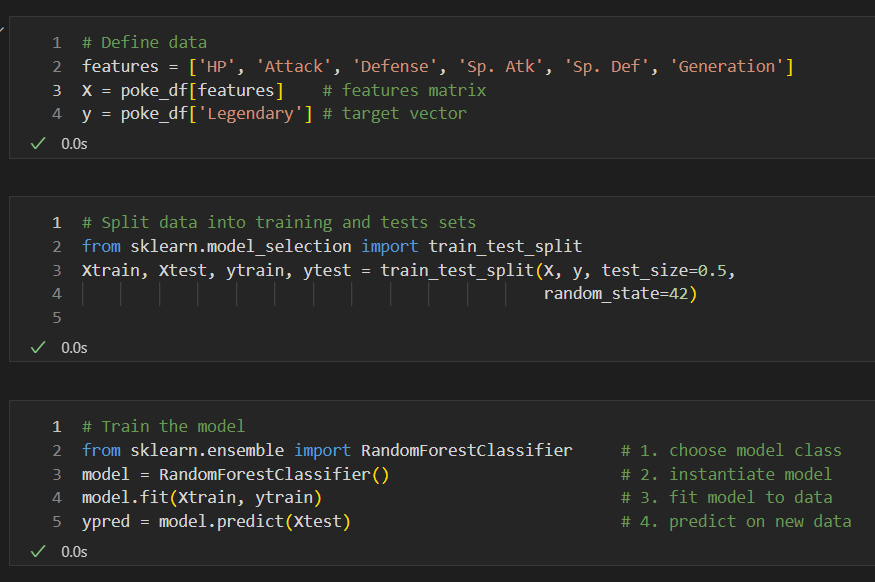 1 # Define data
2 features = ['HP', 'Attack', 'Defense', 'Sp. Atk', 'Sp. Def', 'Generation']
3 X = poke_df[features]    # features matrix
4 y = poke_df['Legendary'] # target vector
0.0s
1 # Split data into training and tests sets
2 from sklearn.model_selection import train_test_split
3 Xtrain, Xtest, ytrain, ytest = train_test_split(X, y, test_size=0.5,
4                                                 random_state=42)
5
0.0s
1 # Train the model
2 from sklearn.ensemble import RandomForestClassifier     # 1. choose model class
3 model = RandomForestClassifier()                        # 2. instantiate model
4 model.fit(Xtrain, ytrain)                               # 3. fit model to data
5 ypred = model.predict(Xtest)                            # 4. predict on new data
0.0s